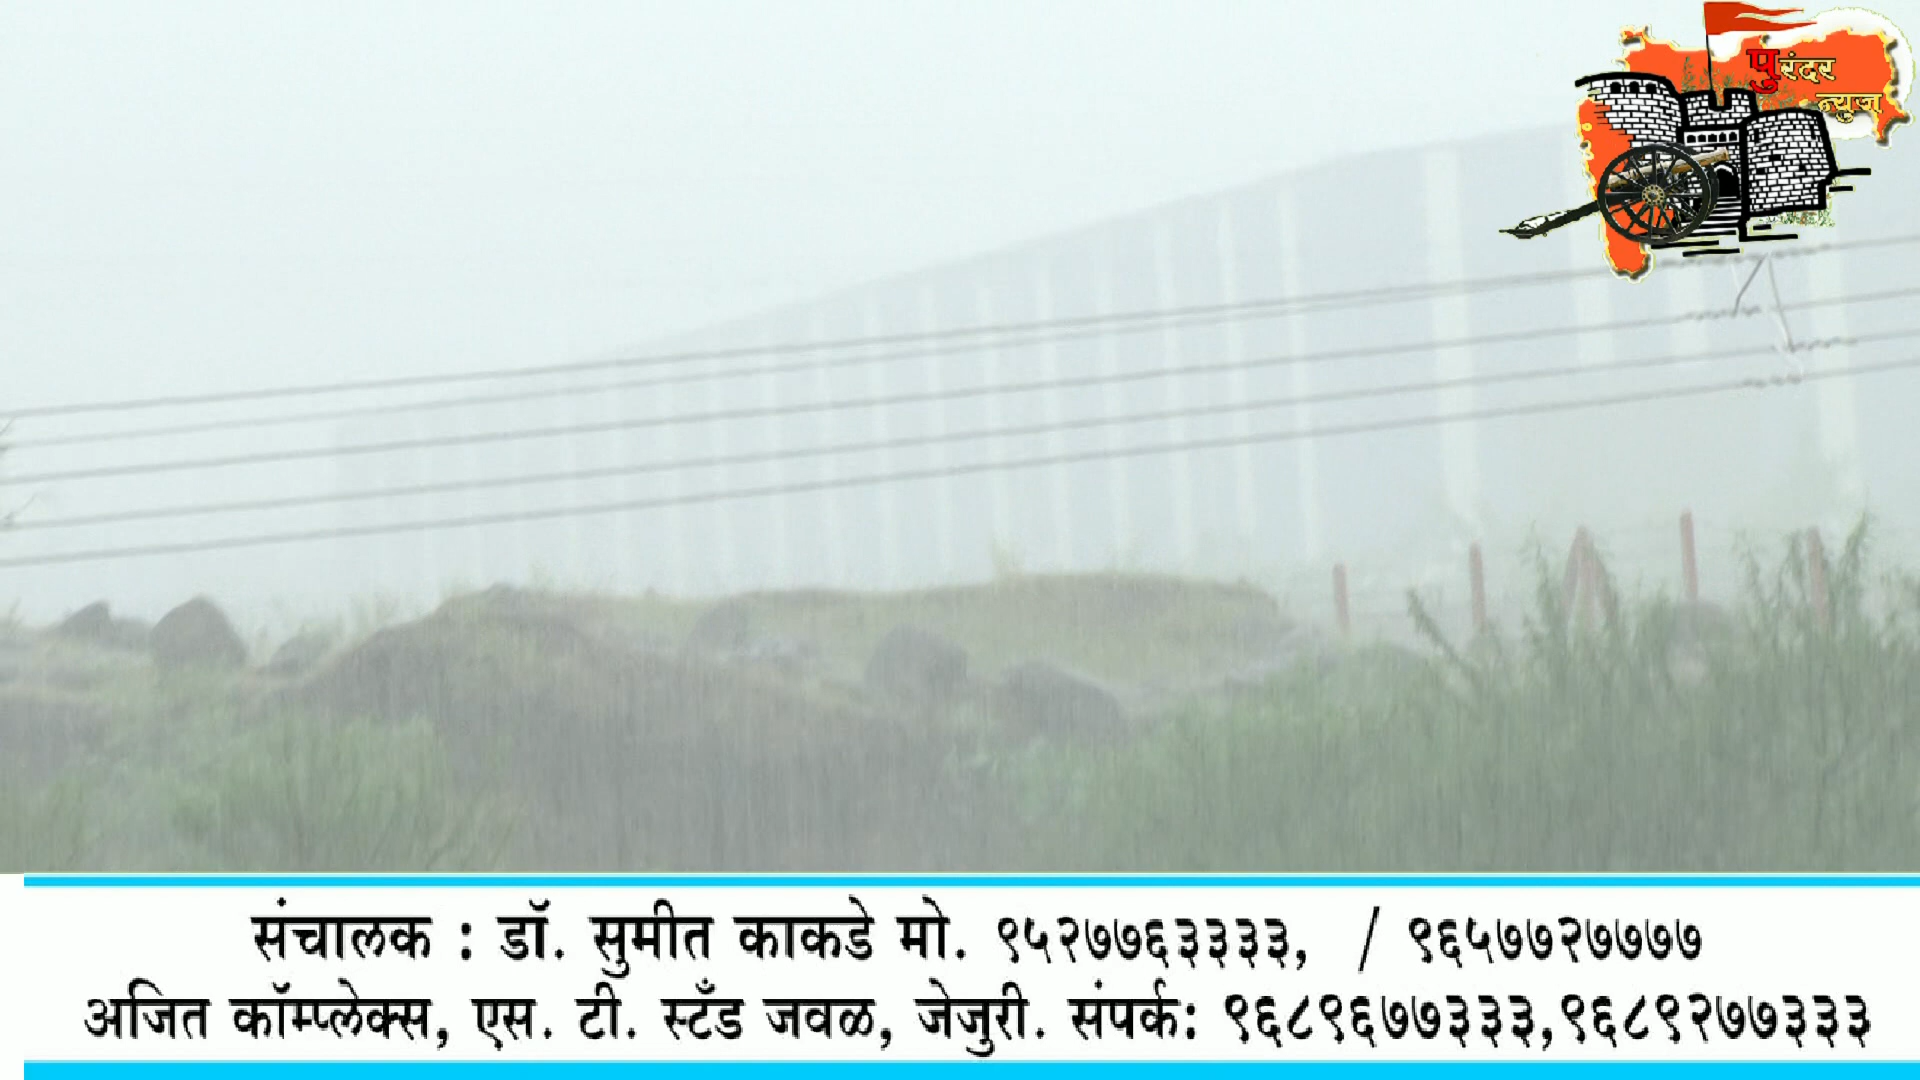 पुरंदर
न्युज
संचालक : डॉ. सुमीत काकडे मो. ९५२७७६३३३३, / ९६५७७२७७७७
अजित कॉम्प्लेक्स, एस. टी. स्टँड जवळ, जेजुरी. संपर्क: ९६८९६७७३३३,९६८९२७७३३३